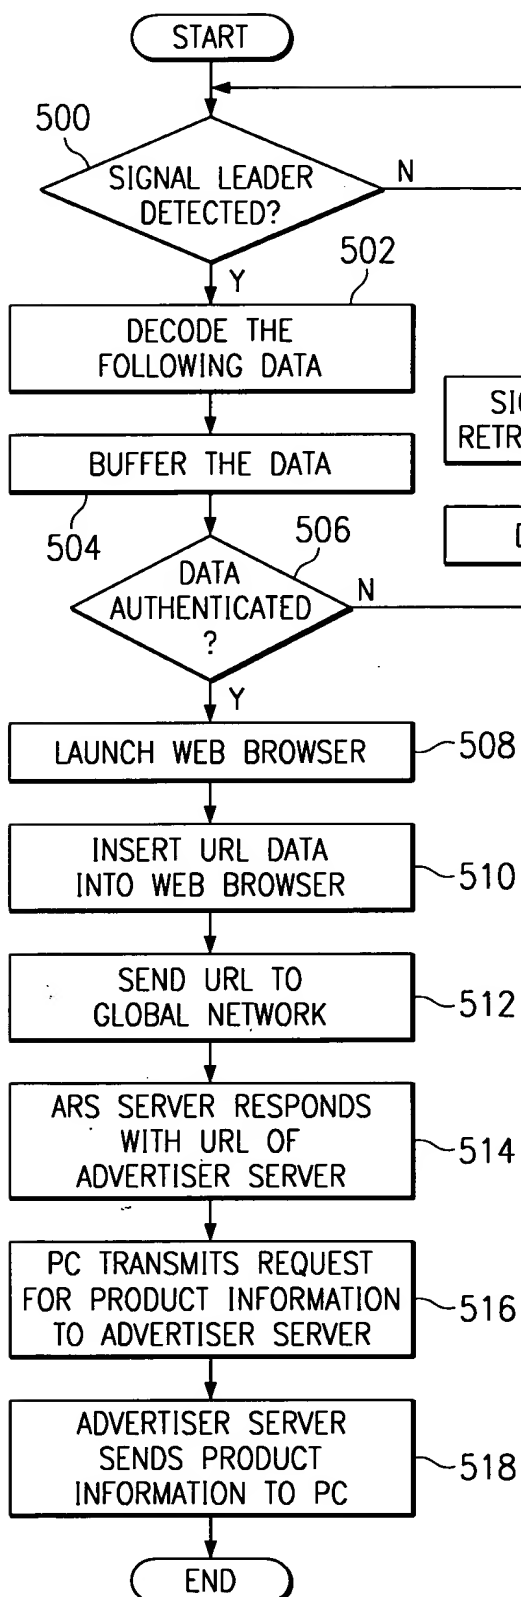 START
500
SIGNAL LEADER
DETECTED?
N
Y
502
DECODE THE
FOLLOWING DATA
BUFFER THE DATA
504
506
DATA
AUTHENTICATED
?
N
Y
LAUNCH WEB BROWSER
508
INSERT URL DATA
INTO WEB BROWSER
510
SEND URL TO
GLOBAL NETWORK
512
ARS SERVER RESPONDS
WITH URL OF
ADVERTISER SERVER
514
PC TRANSMITS REQUEST
FOR PRODUCT INFORMATION
TO ADVERTISER SERVER
516
ADVERTISER SERVER
SENDS PRODUCT
INFORMATION TO PC
518
END